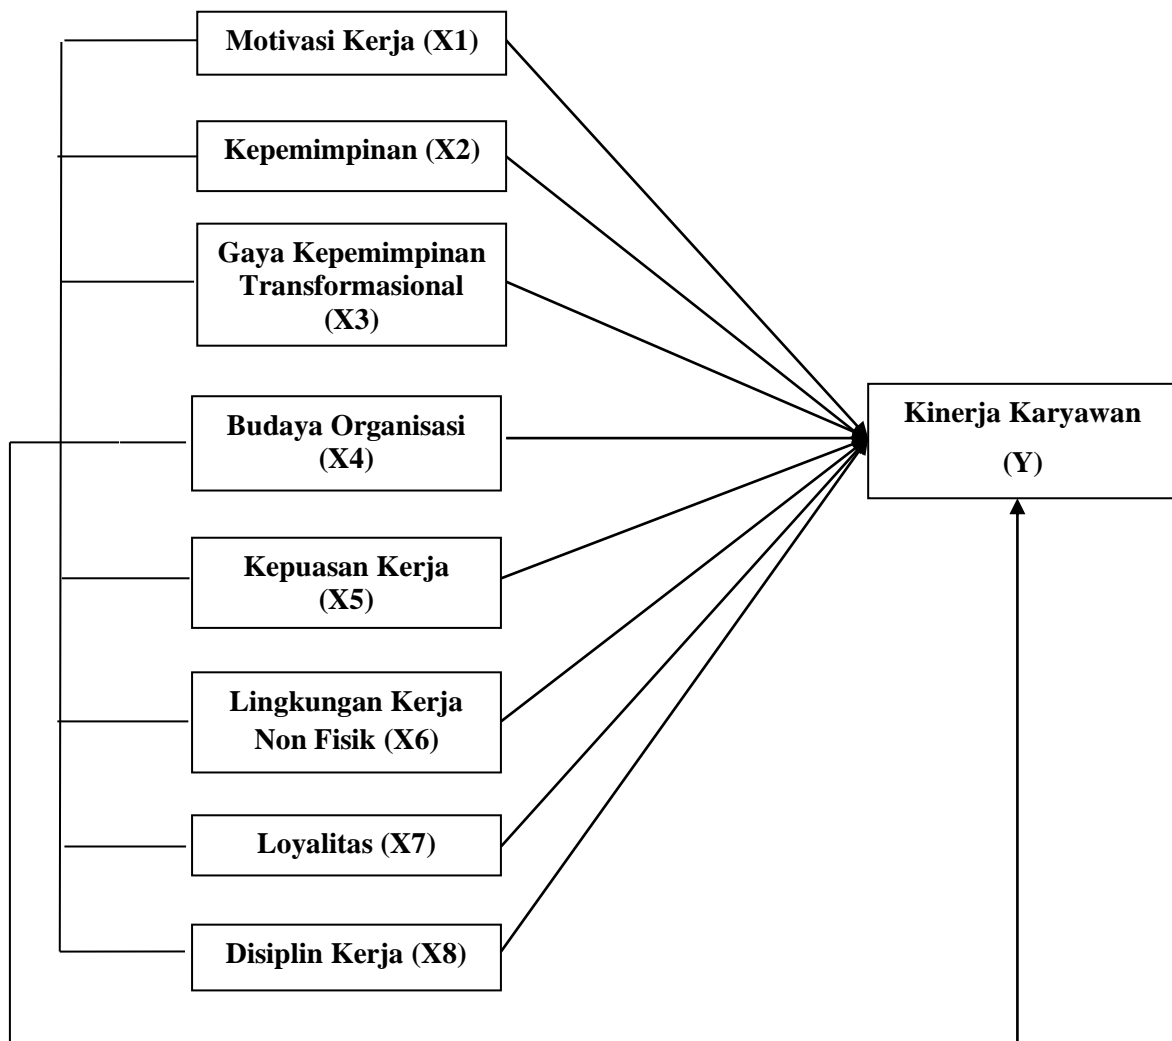 Motivasi Kerja (X1)
Kepemimpinan (X2)
Gaya Kepemimpinan
Transformasional
(X3)
Budaya Organisasi
(X4)
Kepuasan Kerja
(X5)
Lingkungan Kerja
Non Fisik (X6)
Loyalitas (X7)
Disiplin Kerja (X8)
Kinerja Karyawan
(Y)